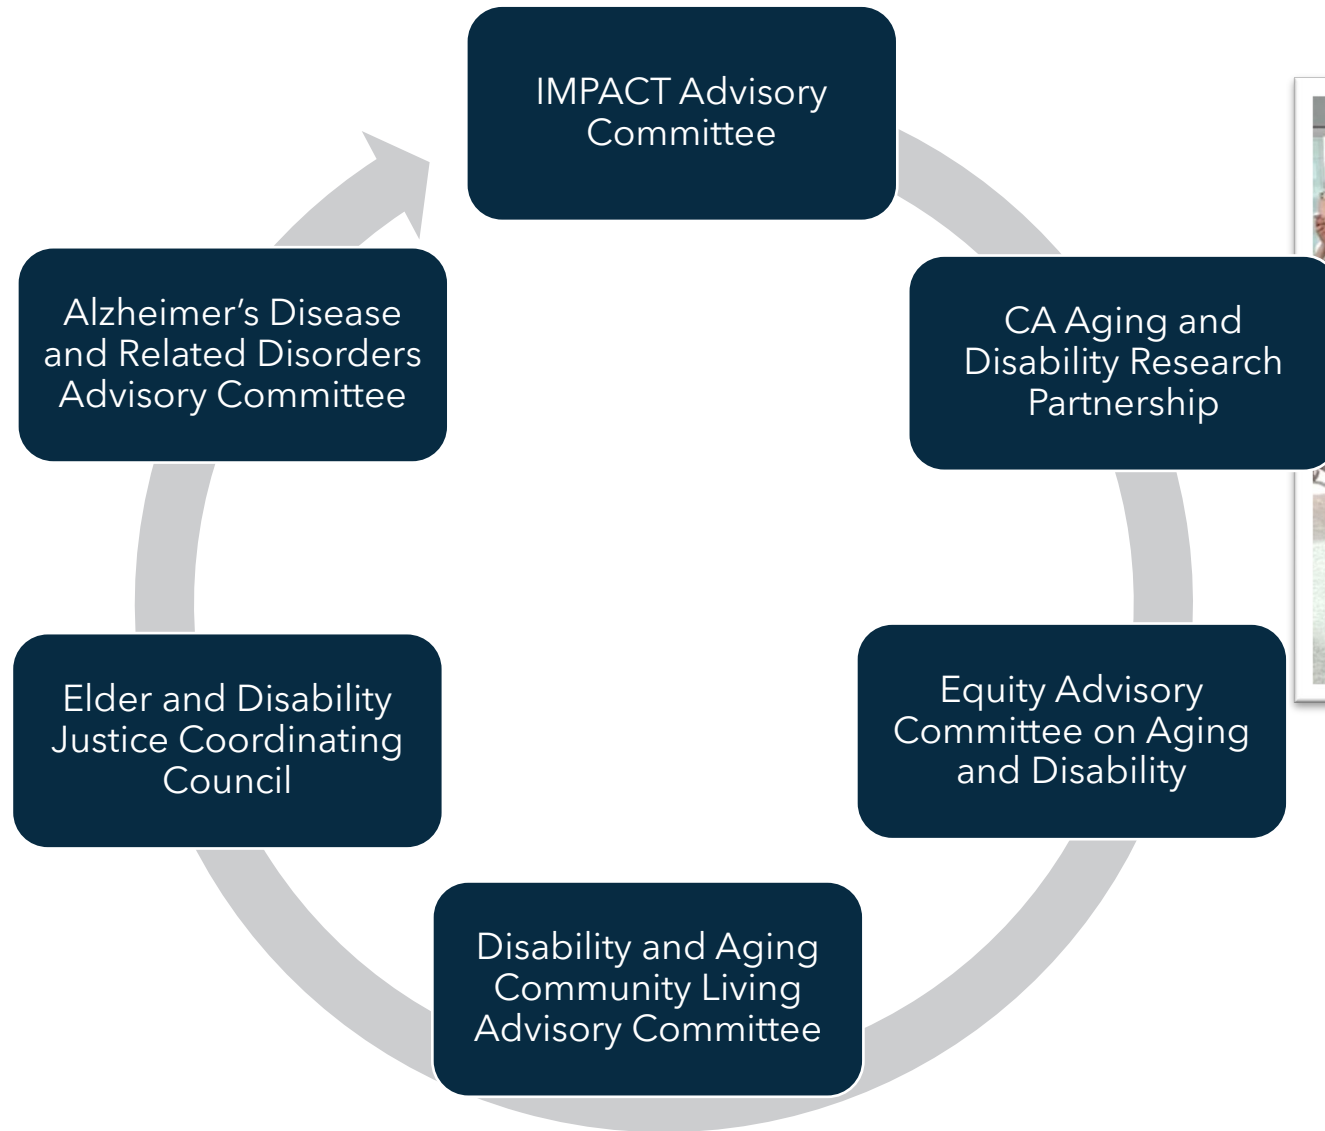 IMPACT Advisory
Committee
CA Aging and
Disability Research
Partnership
Equity Advisory
Committee on Aging
and Disability
Disability and Aging
Community Living
Advisory Committee
Elder and Disability
Justice Coordinating
Council
Alzheimer’s Disease
and Related Disorders
Advisory Committee